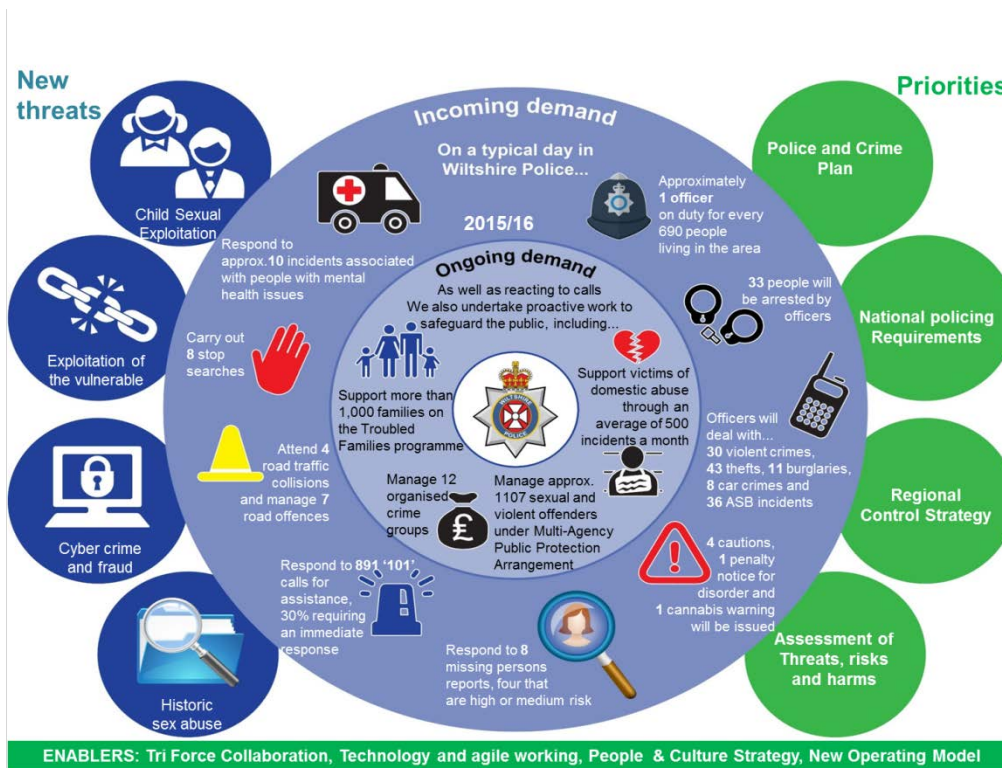 New
threats
Child Sexual
Exploitation
Exploitation of
the vulnerable
Cyber crime
and fraud
Historic
sex abuse
Incoming demand
On a typical day in
Wiltshire Police...
2015/16
Respond to
approx.10 incidents associated
with people with mental
health issues
Approximately
1 officer
on duty for every
690 people
living in the area
Carry out
8 stop
searches
33 people will
be arrested by
officers
Attend 4
road traffic
collisions
and manage 7
road offences
Officers will
deal with...
30 violent crimes,
43 thefts, 11 burglaries,
8 car crimes and
36 ASB incidents
Respond to 891 '101'
calls for
assistance,
30% requiring
an immediate
response
4 cautions,
1 penalty
notice for
disorder and
1 cannabis warning
will be issued
Respond to 8
missing persons
reports, four that
are high or medium risk
Ongoing demand
As well as reacting to calls
We also undertake proactive work to
safeguard the public, including...
Support more than
1,000 families on
the Troubled
Families programme
Support victims
of domestic abuse
through an
average of 500
incidents a month
WILTSHIRE
POLICE
Manage 12
organised
crime
groups
£
Manage approx.
1107 sexual and
violent offenders
under Multi-Agency
Public Protection
Arrangement
Priorities
Police and Crime
Plan
National policing
Requirements
Regional
Control Strategy
Assessment of
Threats, risks
and harms
ENABLERS: Tri Force Collaboration, Technology and agile working, People & Culture Strategy, New Operating Model